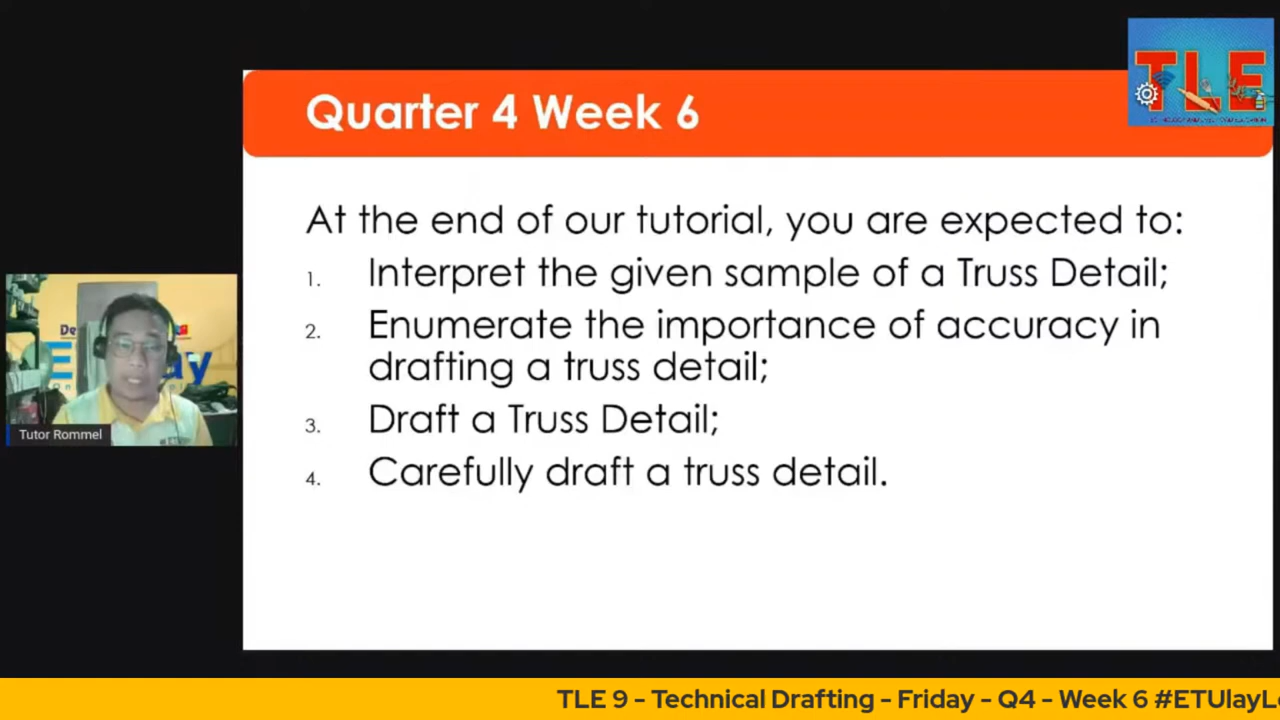 TLE
Quarter 4 Week 6
At the end of our tutorial, you are expected to:
1. Interpret the given sample of a Truss Detail;
2. Enumerate the importance of accuracy in
drafting a truss detail;
3. Draft a Truss Detail;
4. Carefully draft a truss detail.
Tutor Rommel
TLE 9 - Technical Drafting - Friday - Q4 - Week 6 #ETUlayL